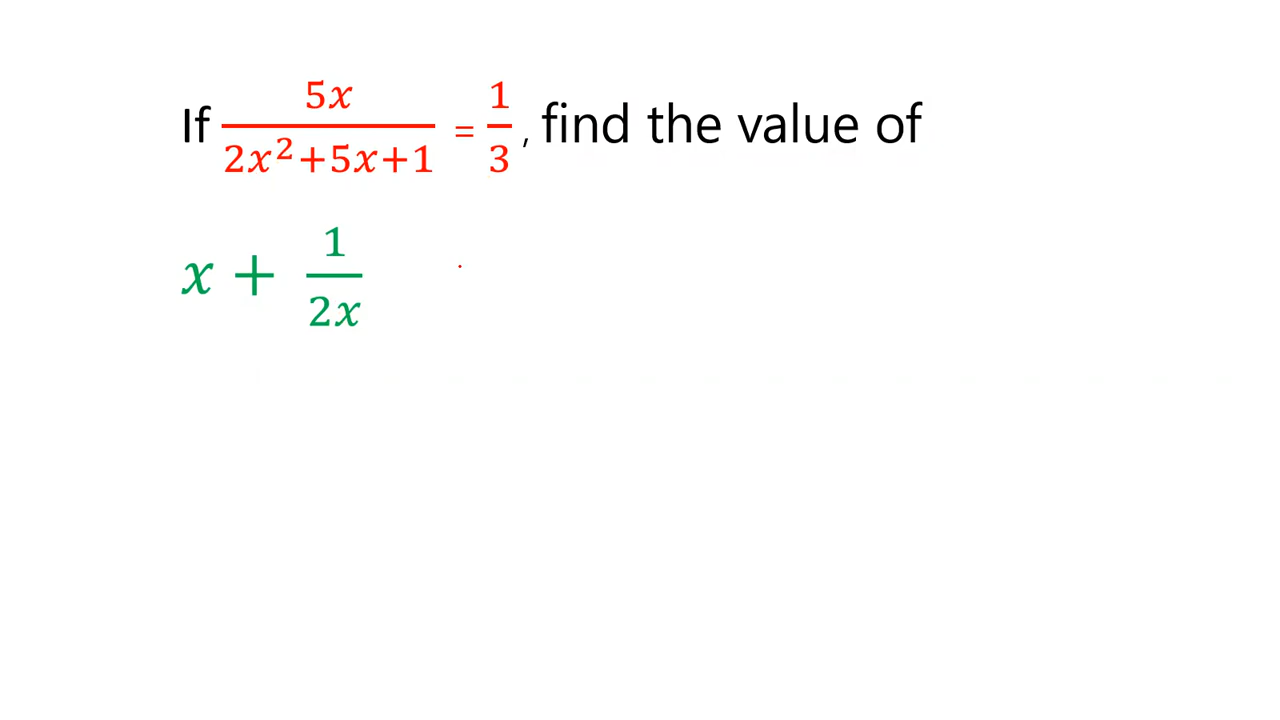 If 5x/(2x²+5x+1) = 1/3, find the value of
x + 1/(2x)